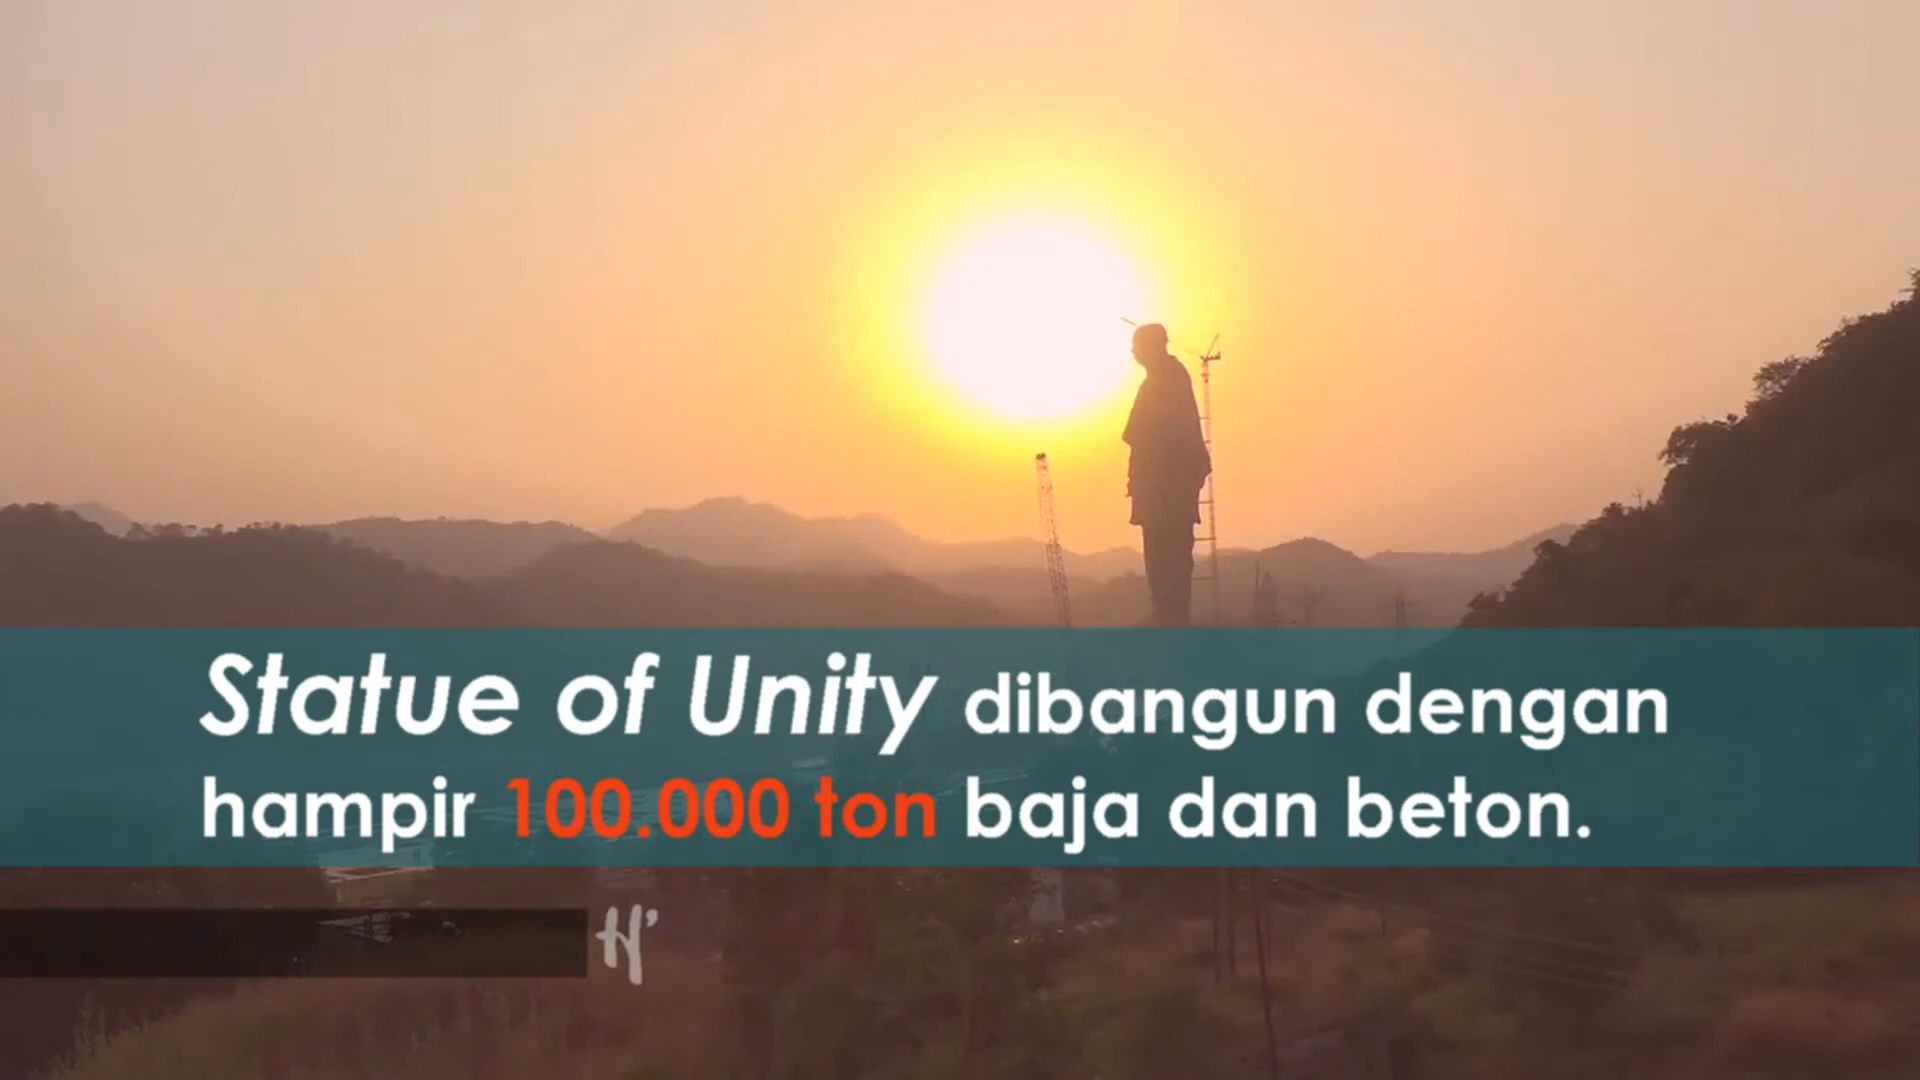 Statue of Unity dibangun dengan
hampir 100.000 ton baja dan beton.
H'